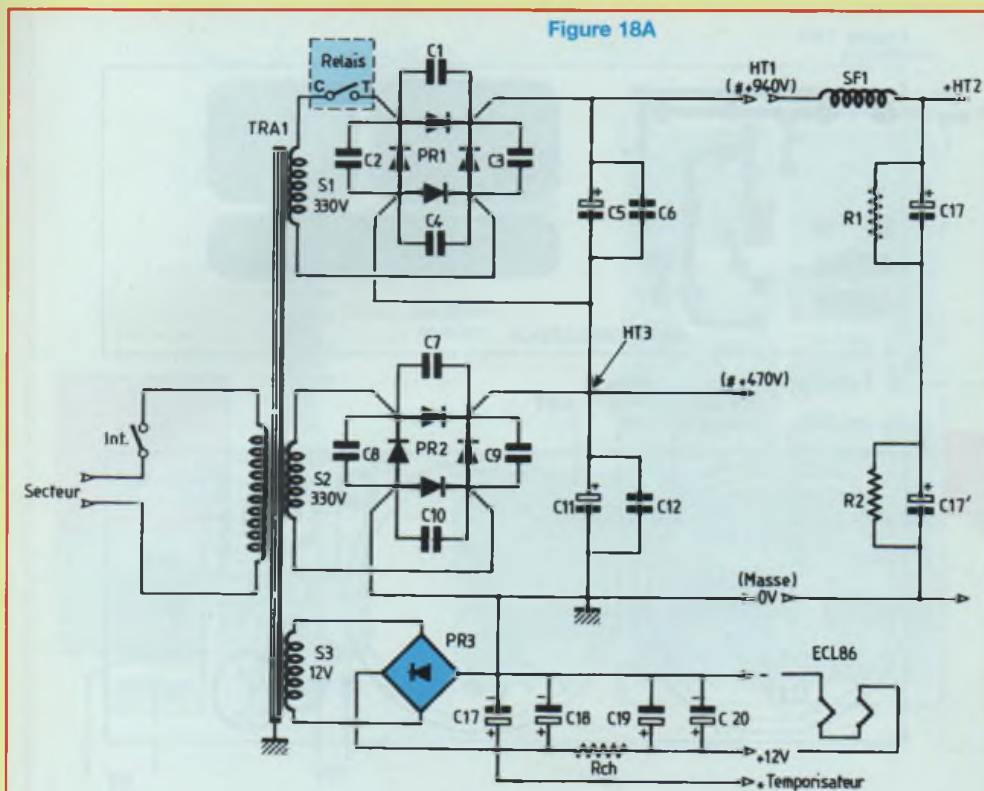 Figure 18A
Relais
C T
C1
HT1
(#+940V)
SF1
+HT2
TRA1
C2
PR1
C3
S1
330V
C4
C5
C6
R1
C17
HT3
C7
(#+470V)
Int.
C8
PR2
C9
Secteur
S2
330V
C11
C12
R2
C17'
C10
(Masse)
0V
S3
12V
PR3
ECL86
-
C17
C18
C19
C 20
Rch
+12V
+ Temporisateur